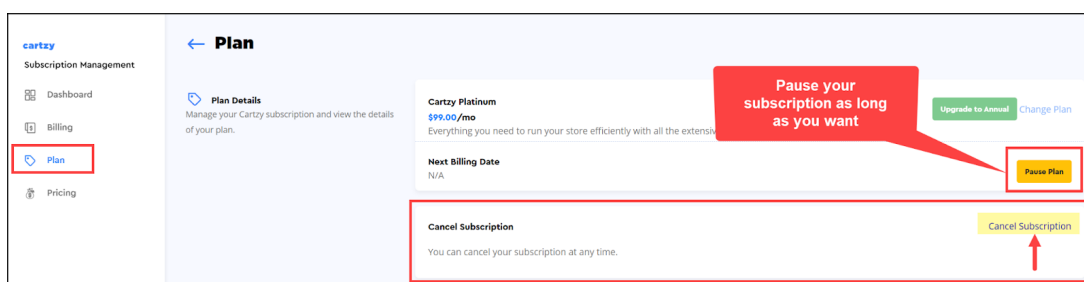 cartzy
Subscription Management
Dashboard
Billing
Plan
Pricing
← Plan
Plan Details
Manage your Cartzy subscription and view the details
of your plan.
Cartzy Platinum
$99.00/mo
Everything you need to run your store efficiently with all the
Upgrade to Annual
Change Plan
Pause your
subscription as long
as you want
Next Billing Date
N/A
Pause Plan
Cancel Subscription
You can cancel your subscription at any time.
Cancel Subscription